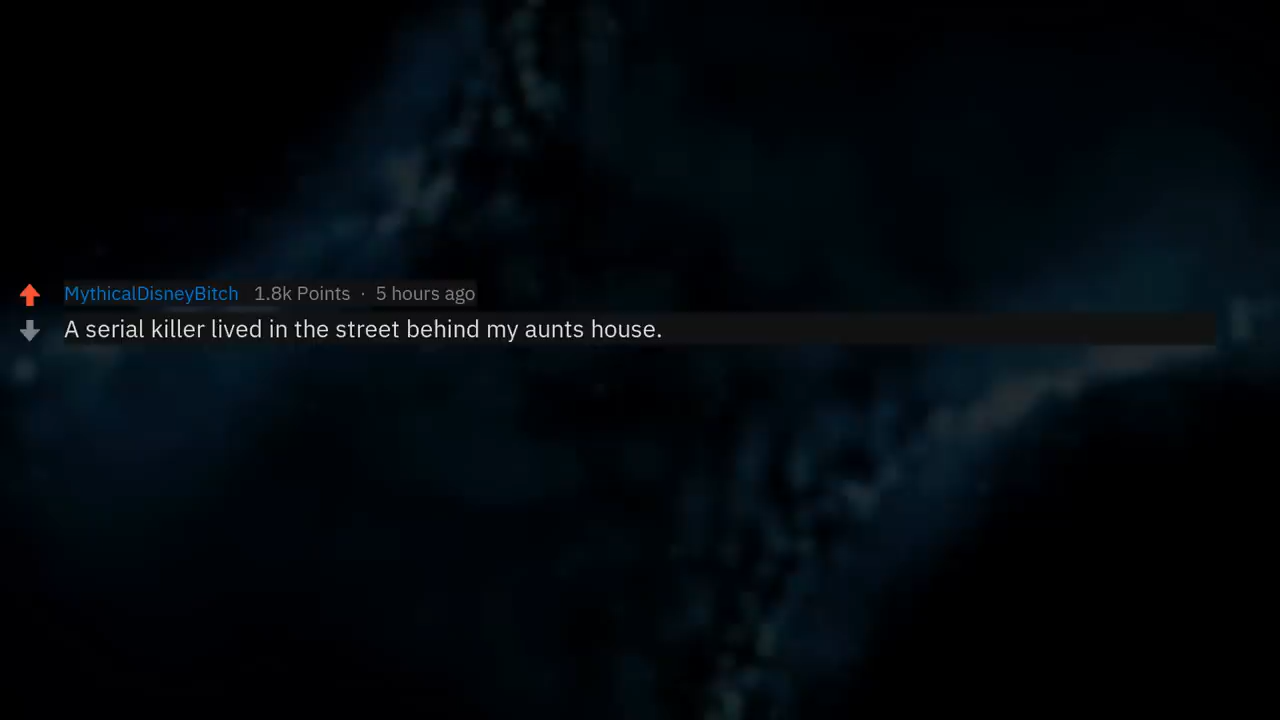 MythicalDisneyBitch 1.8k Points · 5 hours ago
A serial killer lived in the street behind my aunts house.